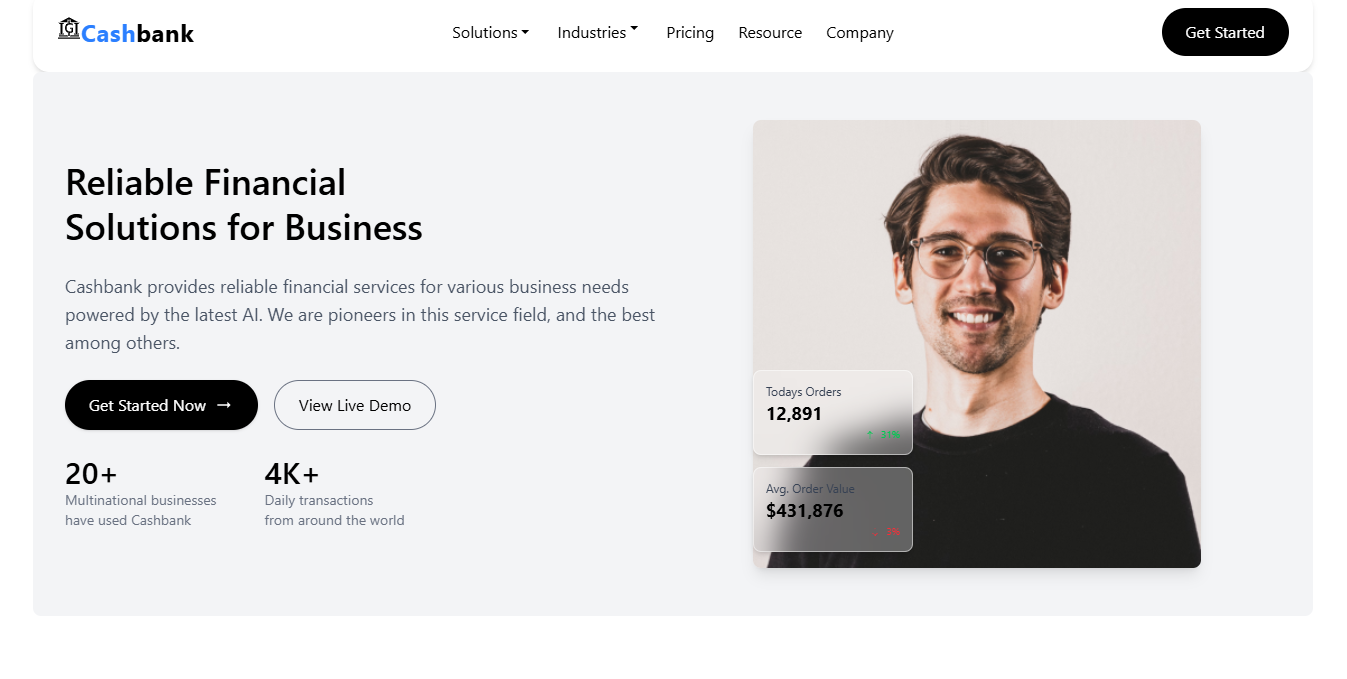 Cashbank
Solutions
Industries
Pricing
Resource
Company
Get Started
Reliable Financial
Solutions for Business
Cashbank provides reliable financial services for various business needs
powered by the latest AI. We are pioneers in this service field, and the best
among others.
Get Started Now →
View Live Demo
20+
Multinational businesses
have used Cashbank
4K+
Daily transactions
from around the world
Todays Orders
12,891
Avg. Order Value
$431,876